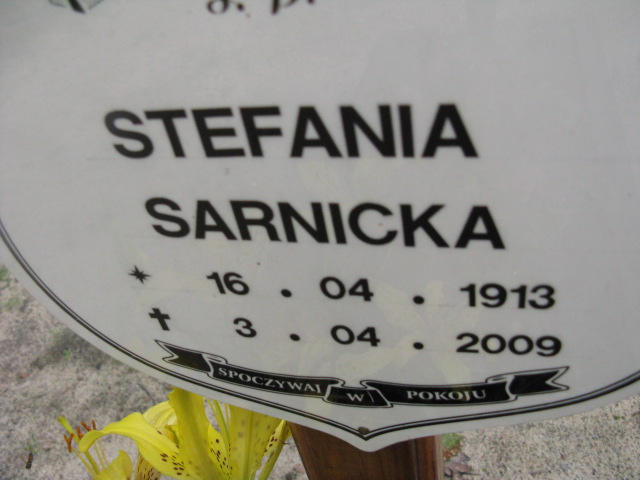 Ś. P.
STEFANIA
SARNICKA
* 16 . 04 . 1913
✝ 3 . 04 . 2009
SPOCZYWAJ W POKOJU